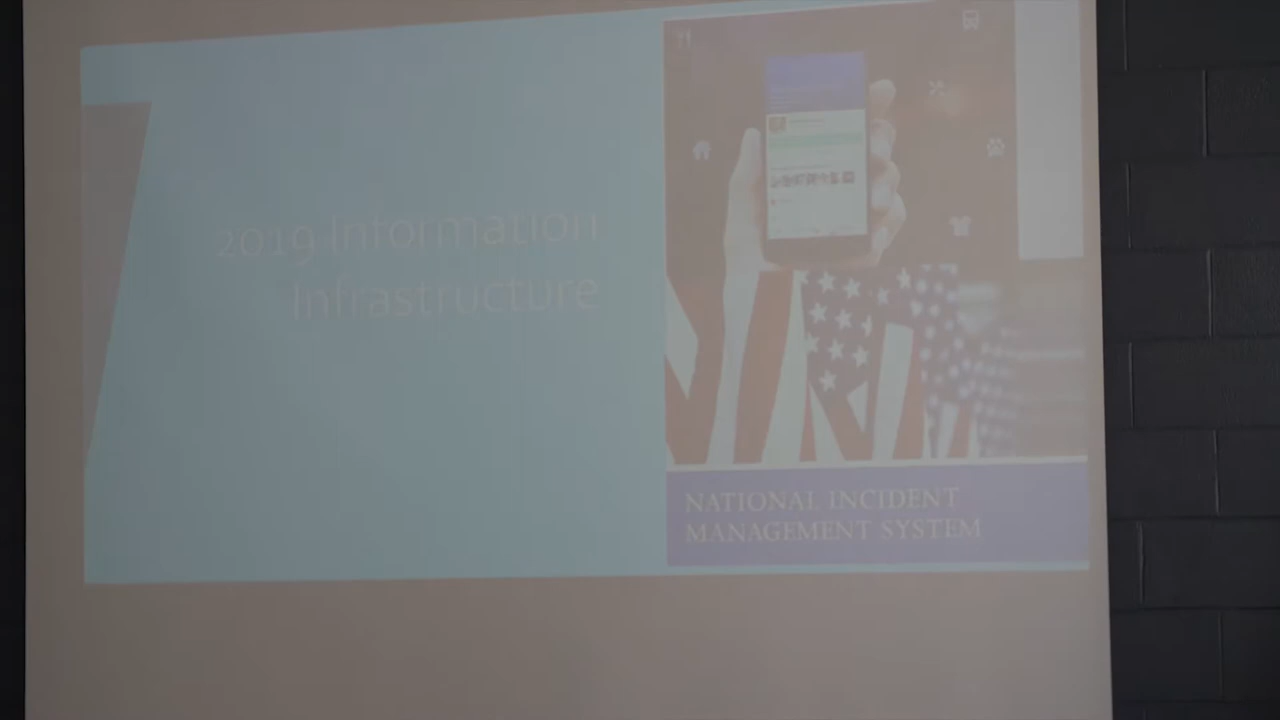 2019 Information
Infrastructure
NATIONAL INCIDENT
MANAGEMENT SYSTEM